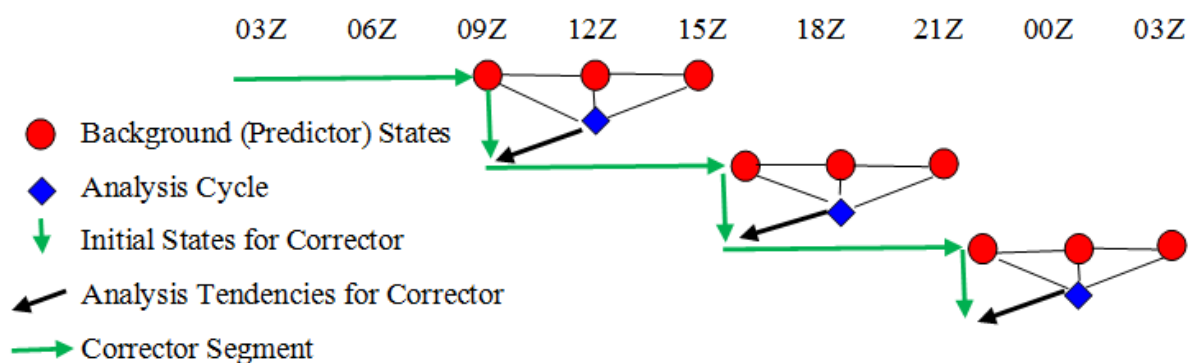 03Z 06Z 09Z 12Z 15Z 18Z 21Z 00Z 03Z
Background (Predictor) States
Analysis Cycle
Initial States for Corrector
Analysis Tendencies for Corrector
Corrector Segment